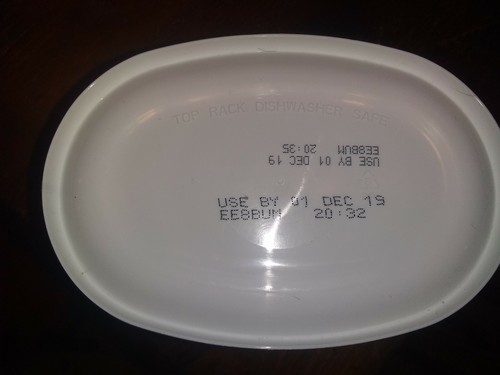 TOP RACK DISHWASHER SAFE
USE BY 01 DEC 19
EE8BUM 20:35
USE BY 01 DEC 19
EE8BUM 20:32